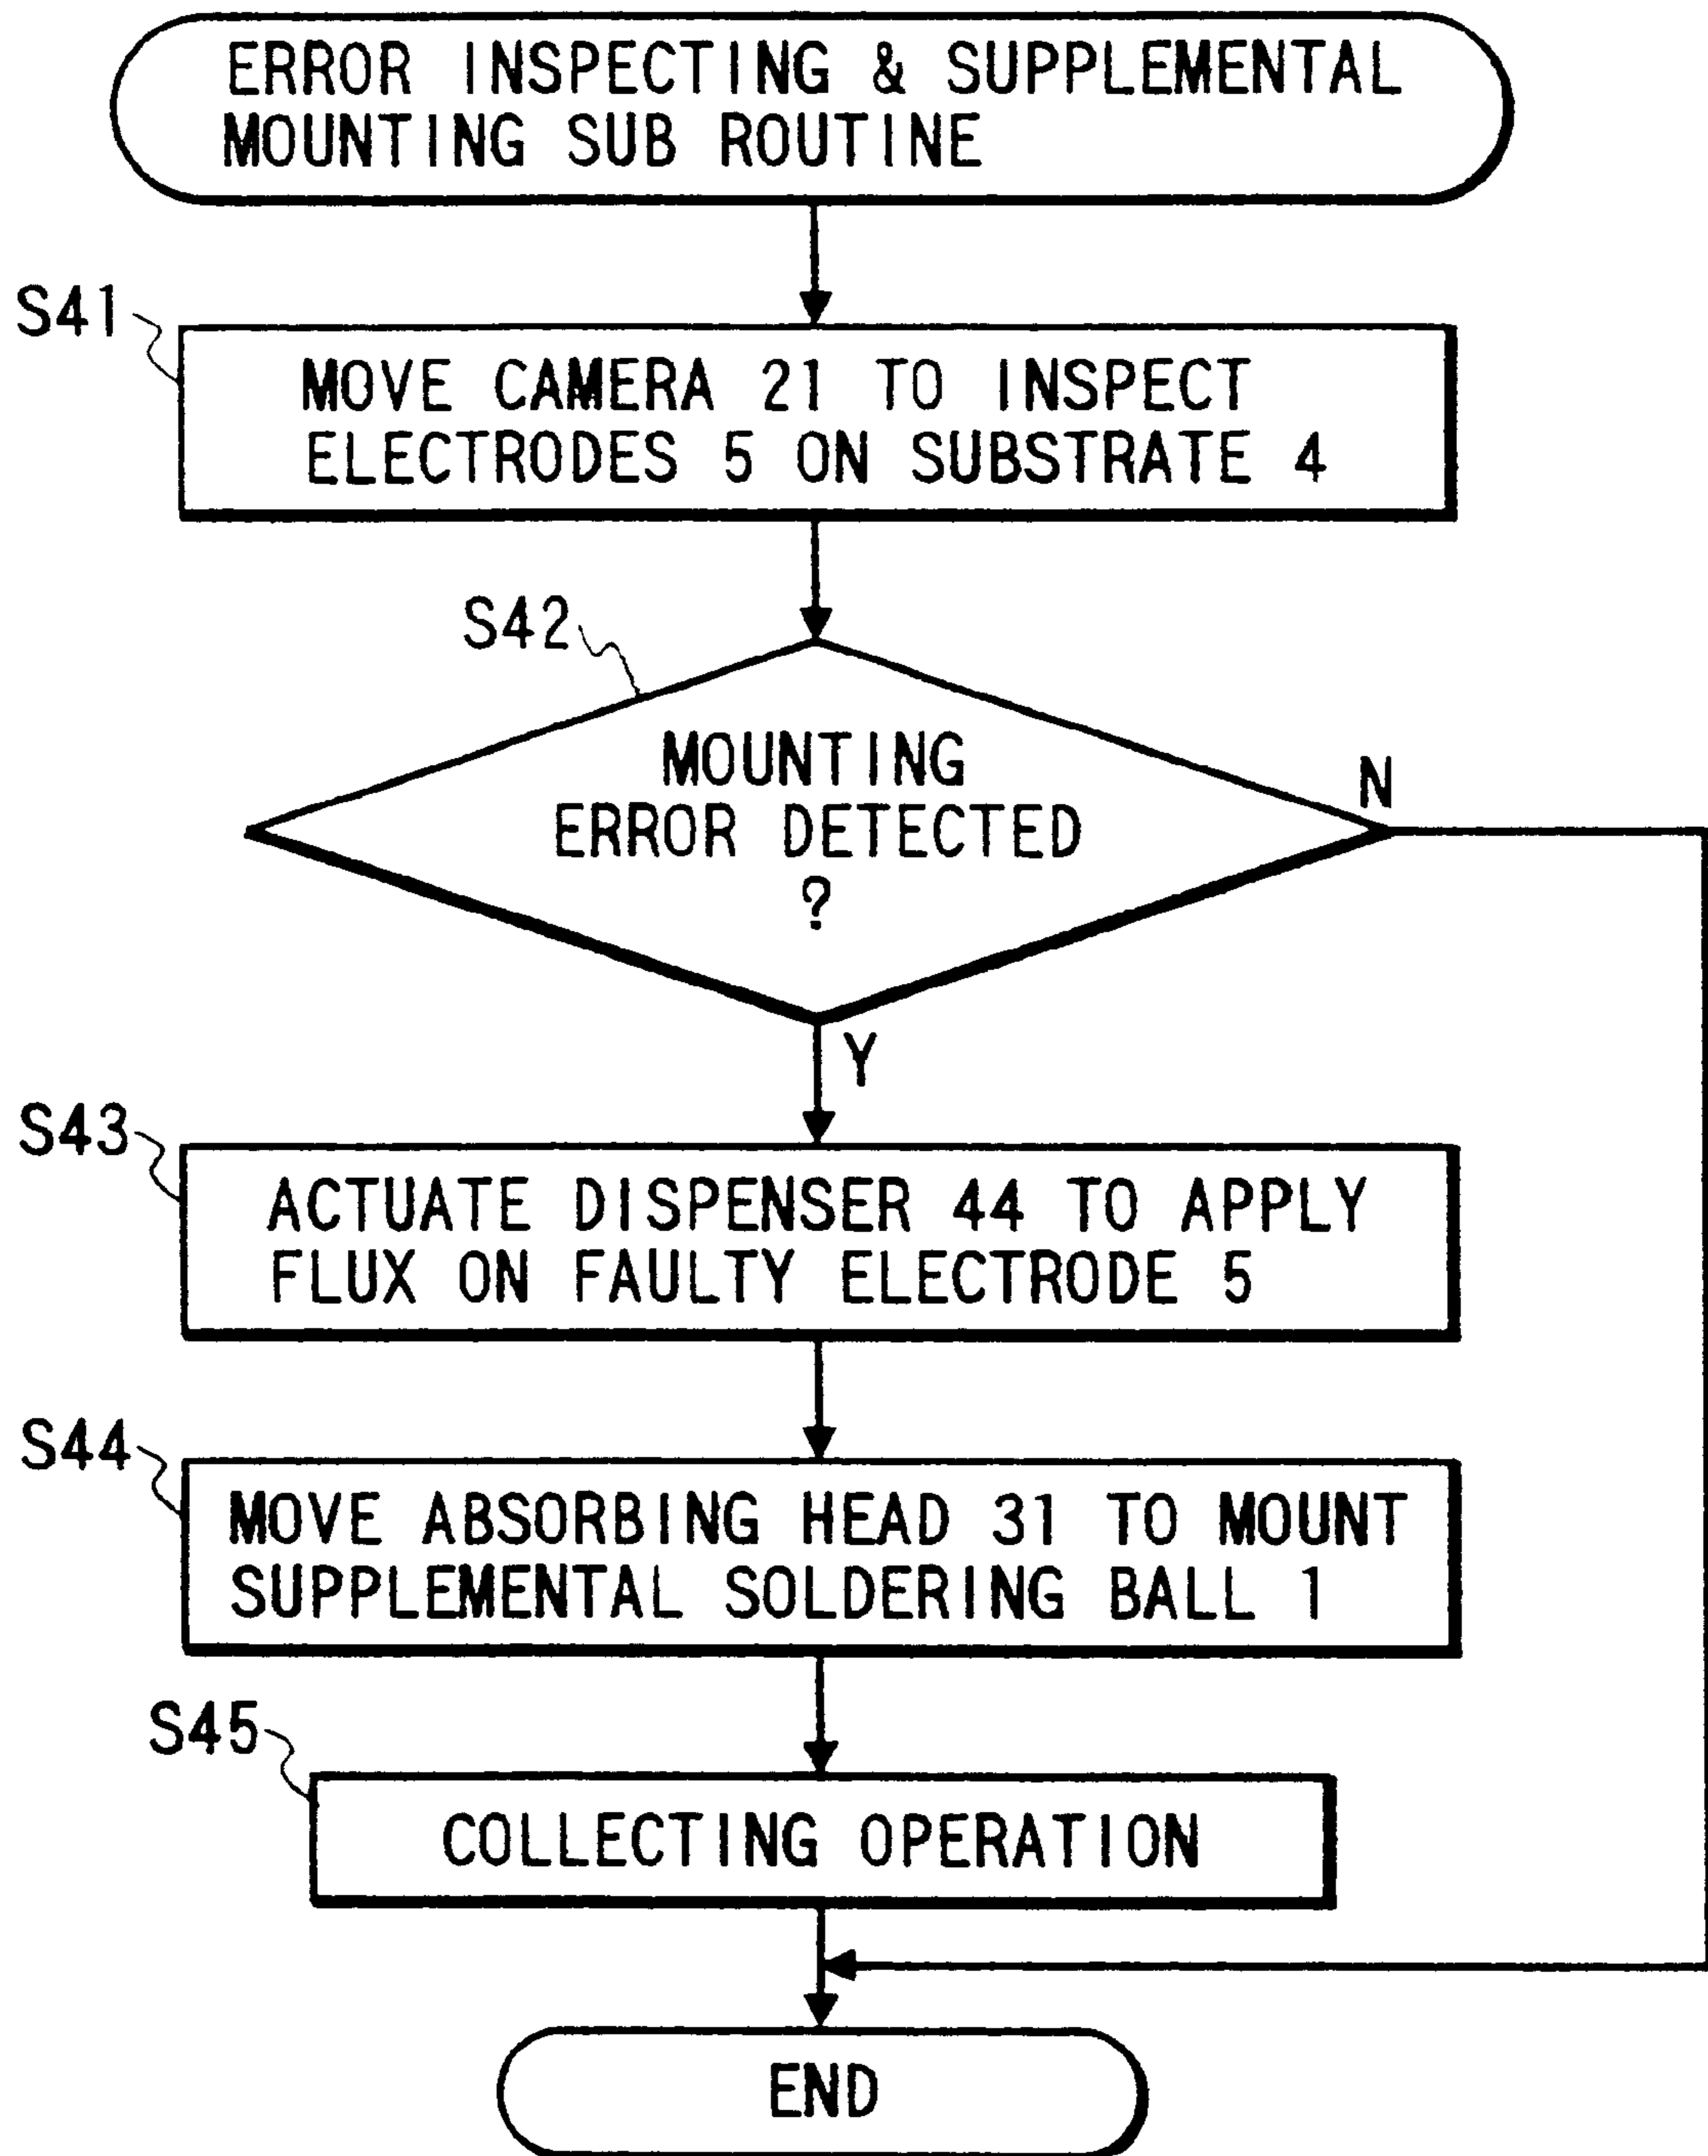 ERROR INSPECTING & SUPPLEMENTAL
MOUNTING SUB ROUTINE
S41
MOVE CAMERA 21 TO INSPECT
ELECTRODES 5 ON SUBSTRATE 4
S42
MOUNTING
ERROR DETECTED
?
N
Y
S43
ACTUATE DISPENSER 44 TO APPLY
FLUX ON FAULTY ELECTRODE 5
S44
MOVE ABSORBING HEAD 31 TO MOUNT
SUPPLEMENTAL SOLDERING BALL 1
S45
COLLECTING OPERATION
END